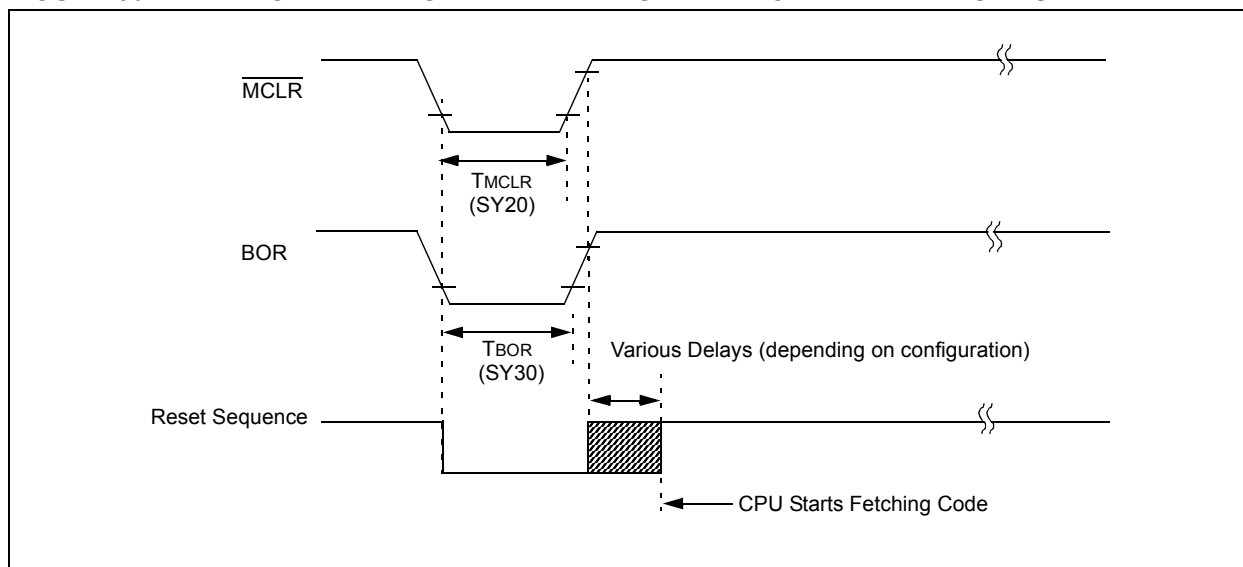 MCLR
TMCLR
(SY20)
BOR
TBOR
(SY30)
Various Delays (depending on configuration)
Reset Sequence
CPU Starts Fetching Code